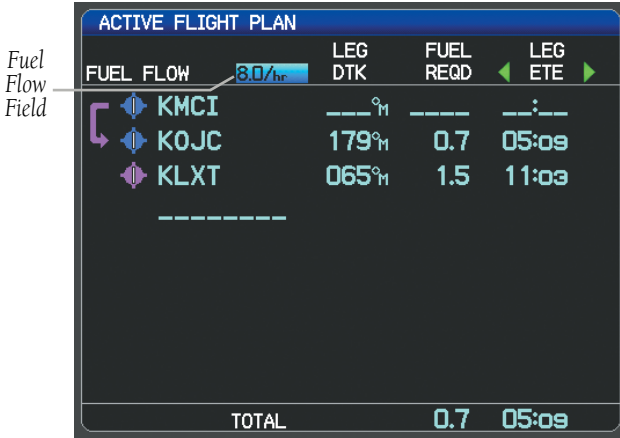 ACTIVE FLIGHT PLAN
Fuel Flow Field
FUEL FLOW 8.0/hr LEG DTK FUEL REQD LEG ETE
KMCI ___°M ____ __:__
KOJC 179°M 0.7 05:09
KLXT 065°M 1.5 11:03
________
TOTAL 0.7 05:09